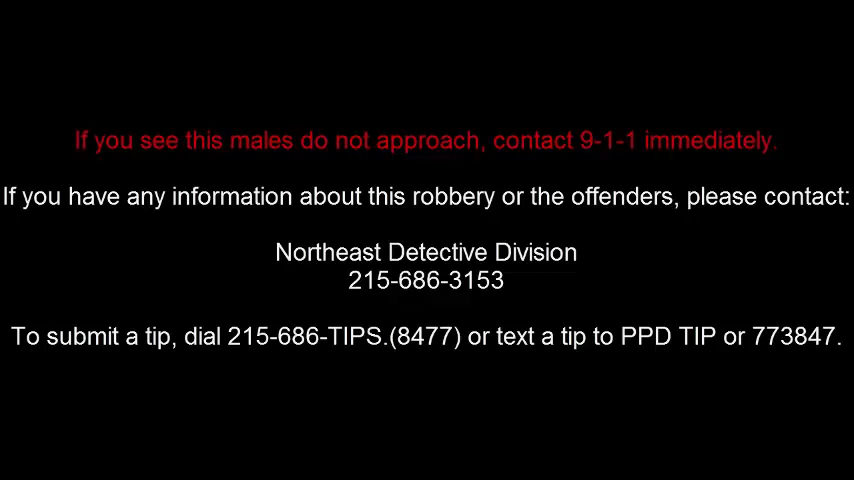 If you see this males do not approach, contact 9-1-1 immediately.
If you have any information about this robbery or the offenders, please contact:
Northeast Detective Division
215-686-3153
To submit a tip, dial 215-686-TIPS.(8477) or text a tip to PPD TIP or 773847.